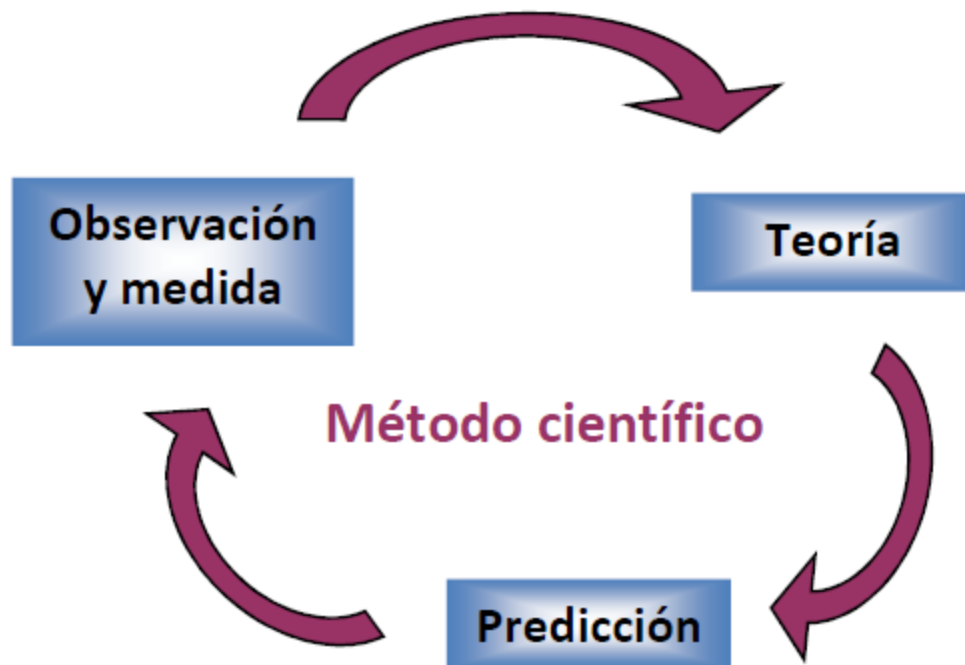 Observación
y medida
Teoría
Método científico
Predicción